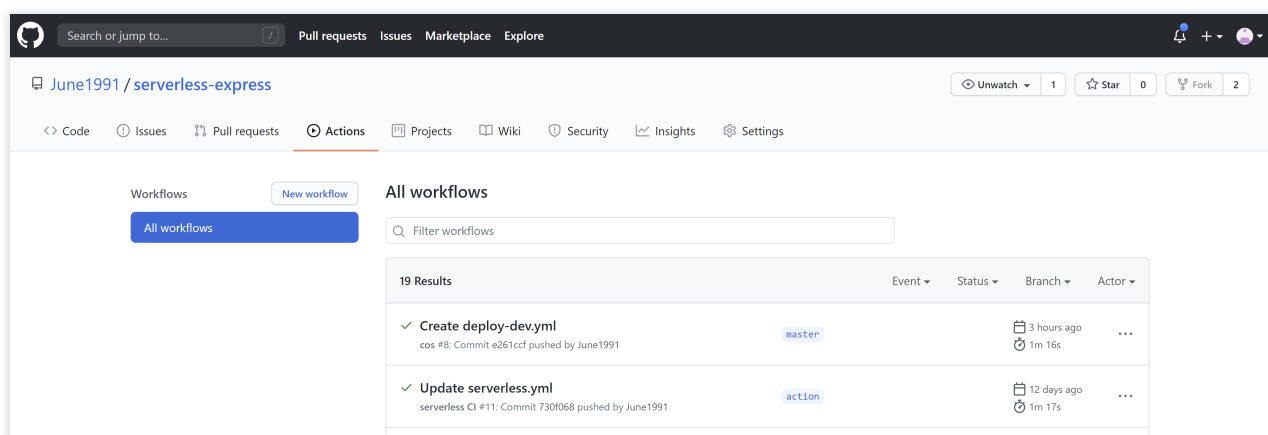 Search or jump to... / Pull requests Issues Marketplace Explore
June1991 / serverless-express Unwatch 1 Star 0 Fork 2
Code Issues Pull requests Actions Projects Wiki Security Insights Settings
Workflows New workflow All workflows
All workflows Filter workflows
19 Results Event Status Branch Actor
Create deploy-dev.yml master 3 hours ago
cos #8: Commit e261ccf pushed by June1991 1m 16s
Update serverless.yml action 12 days ago
serverless CI #11: Commit 730f068 pushed by June1991 1m 17s